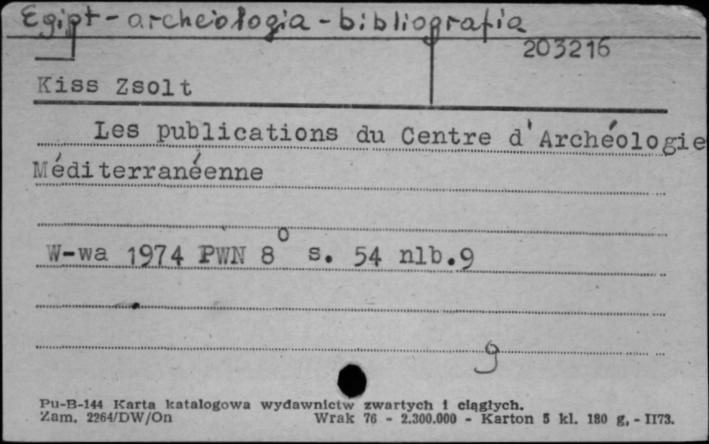 Egipt - archeologia - bibliografia
203216
Kiss Zsolt
Les publications du Centre d'Archéologie
Méditerranéenne
W-wa 1974 PWN 8° s. 54 nlb.9
g
Pu-B-144 Karta katalogowa wydawnictw zwartych i ciągłych.
Zam. 2264/DW/On Wrak 76 - 2.300.000 - Karton 5 kl. 180 g, - II73.